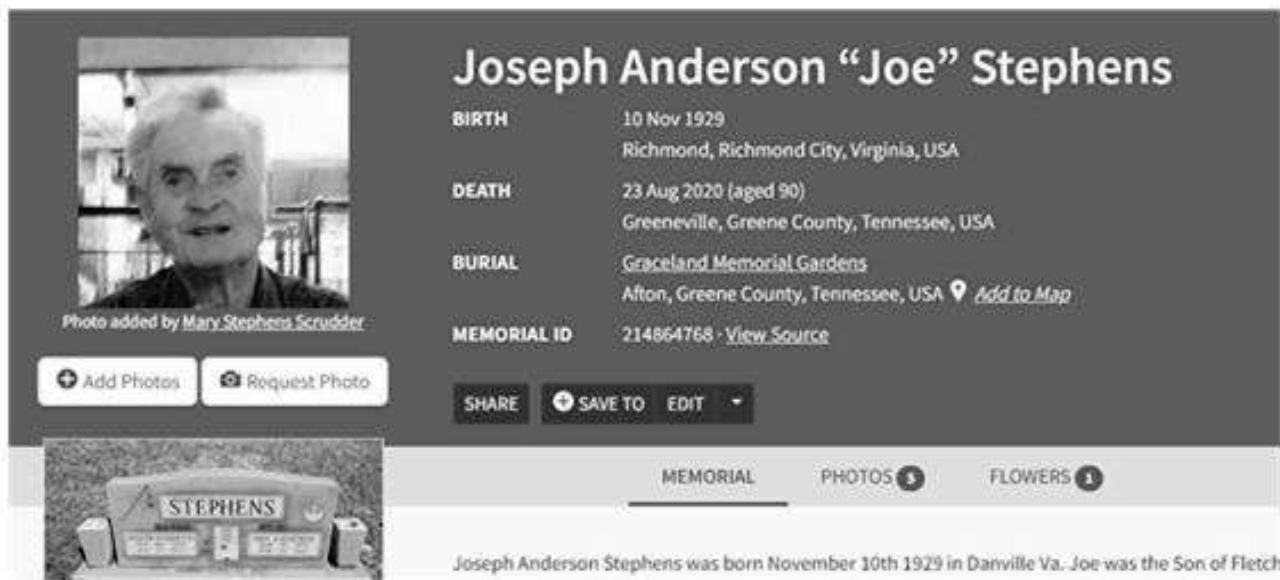 Joseph Anderson “Joe” Stephens
BIRTH 10 Nov 1929
Richmond, Richmond City, Virginia, USA
DEATH 23 Aug 2020 (aged 90)
Greeneville, Greene County, Tennessee, USA
BURIAL Graceland Memorial Gardens
Afton, Greene County, Tennessee, USA Add to Map
MEMORIAL ID 214864768 · View Source
Photo added by Mary Stephens Scrudder
Add Photos Request Photo
SHARE SAVE TO EDIT
MEMORIAL PHOTOS FLOWERS 1
STEPHENS
Joseph Anderson Stephens was born November 10th 1929 in Danville Va. Joe was the Son of Fletch